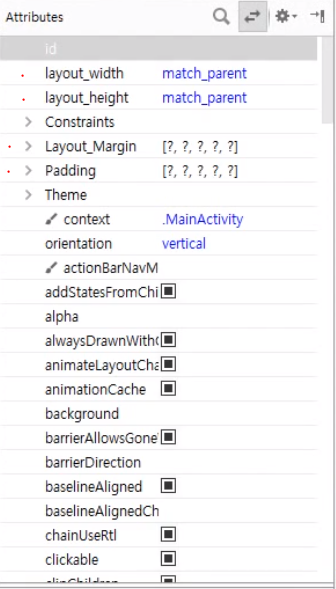 Attributes
id
layout_width match_parent
layout_height match_parent
Constraints
Layout_Margin [?, ?, ?, ?, ?]
Padding [?, ?, ?, ?, ?]
Theme
context .MainActivity
orientation vertical
actionBarNavM
addStatesFromChi
alpha
alwaysDrawnWith
animateLayoutCha
animationCache
background
barrierAllowsGone
barrierDirection
baselineAligned
baselineAlignedCh
chainUseRtl
clickable
clipChildren